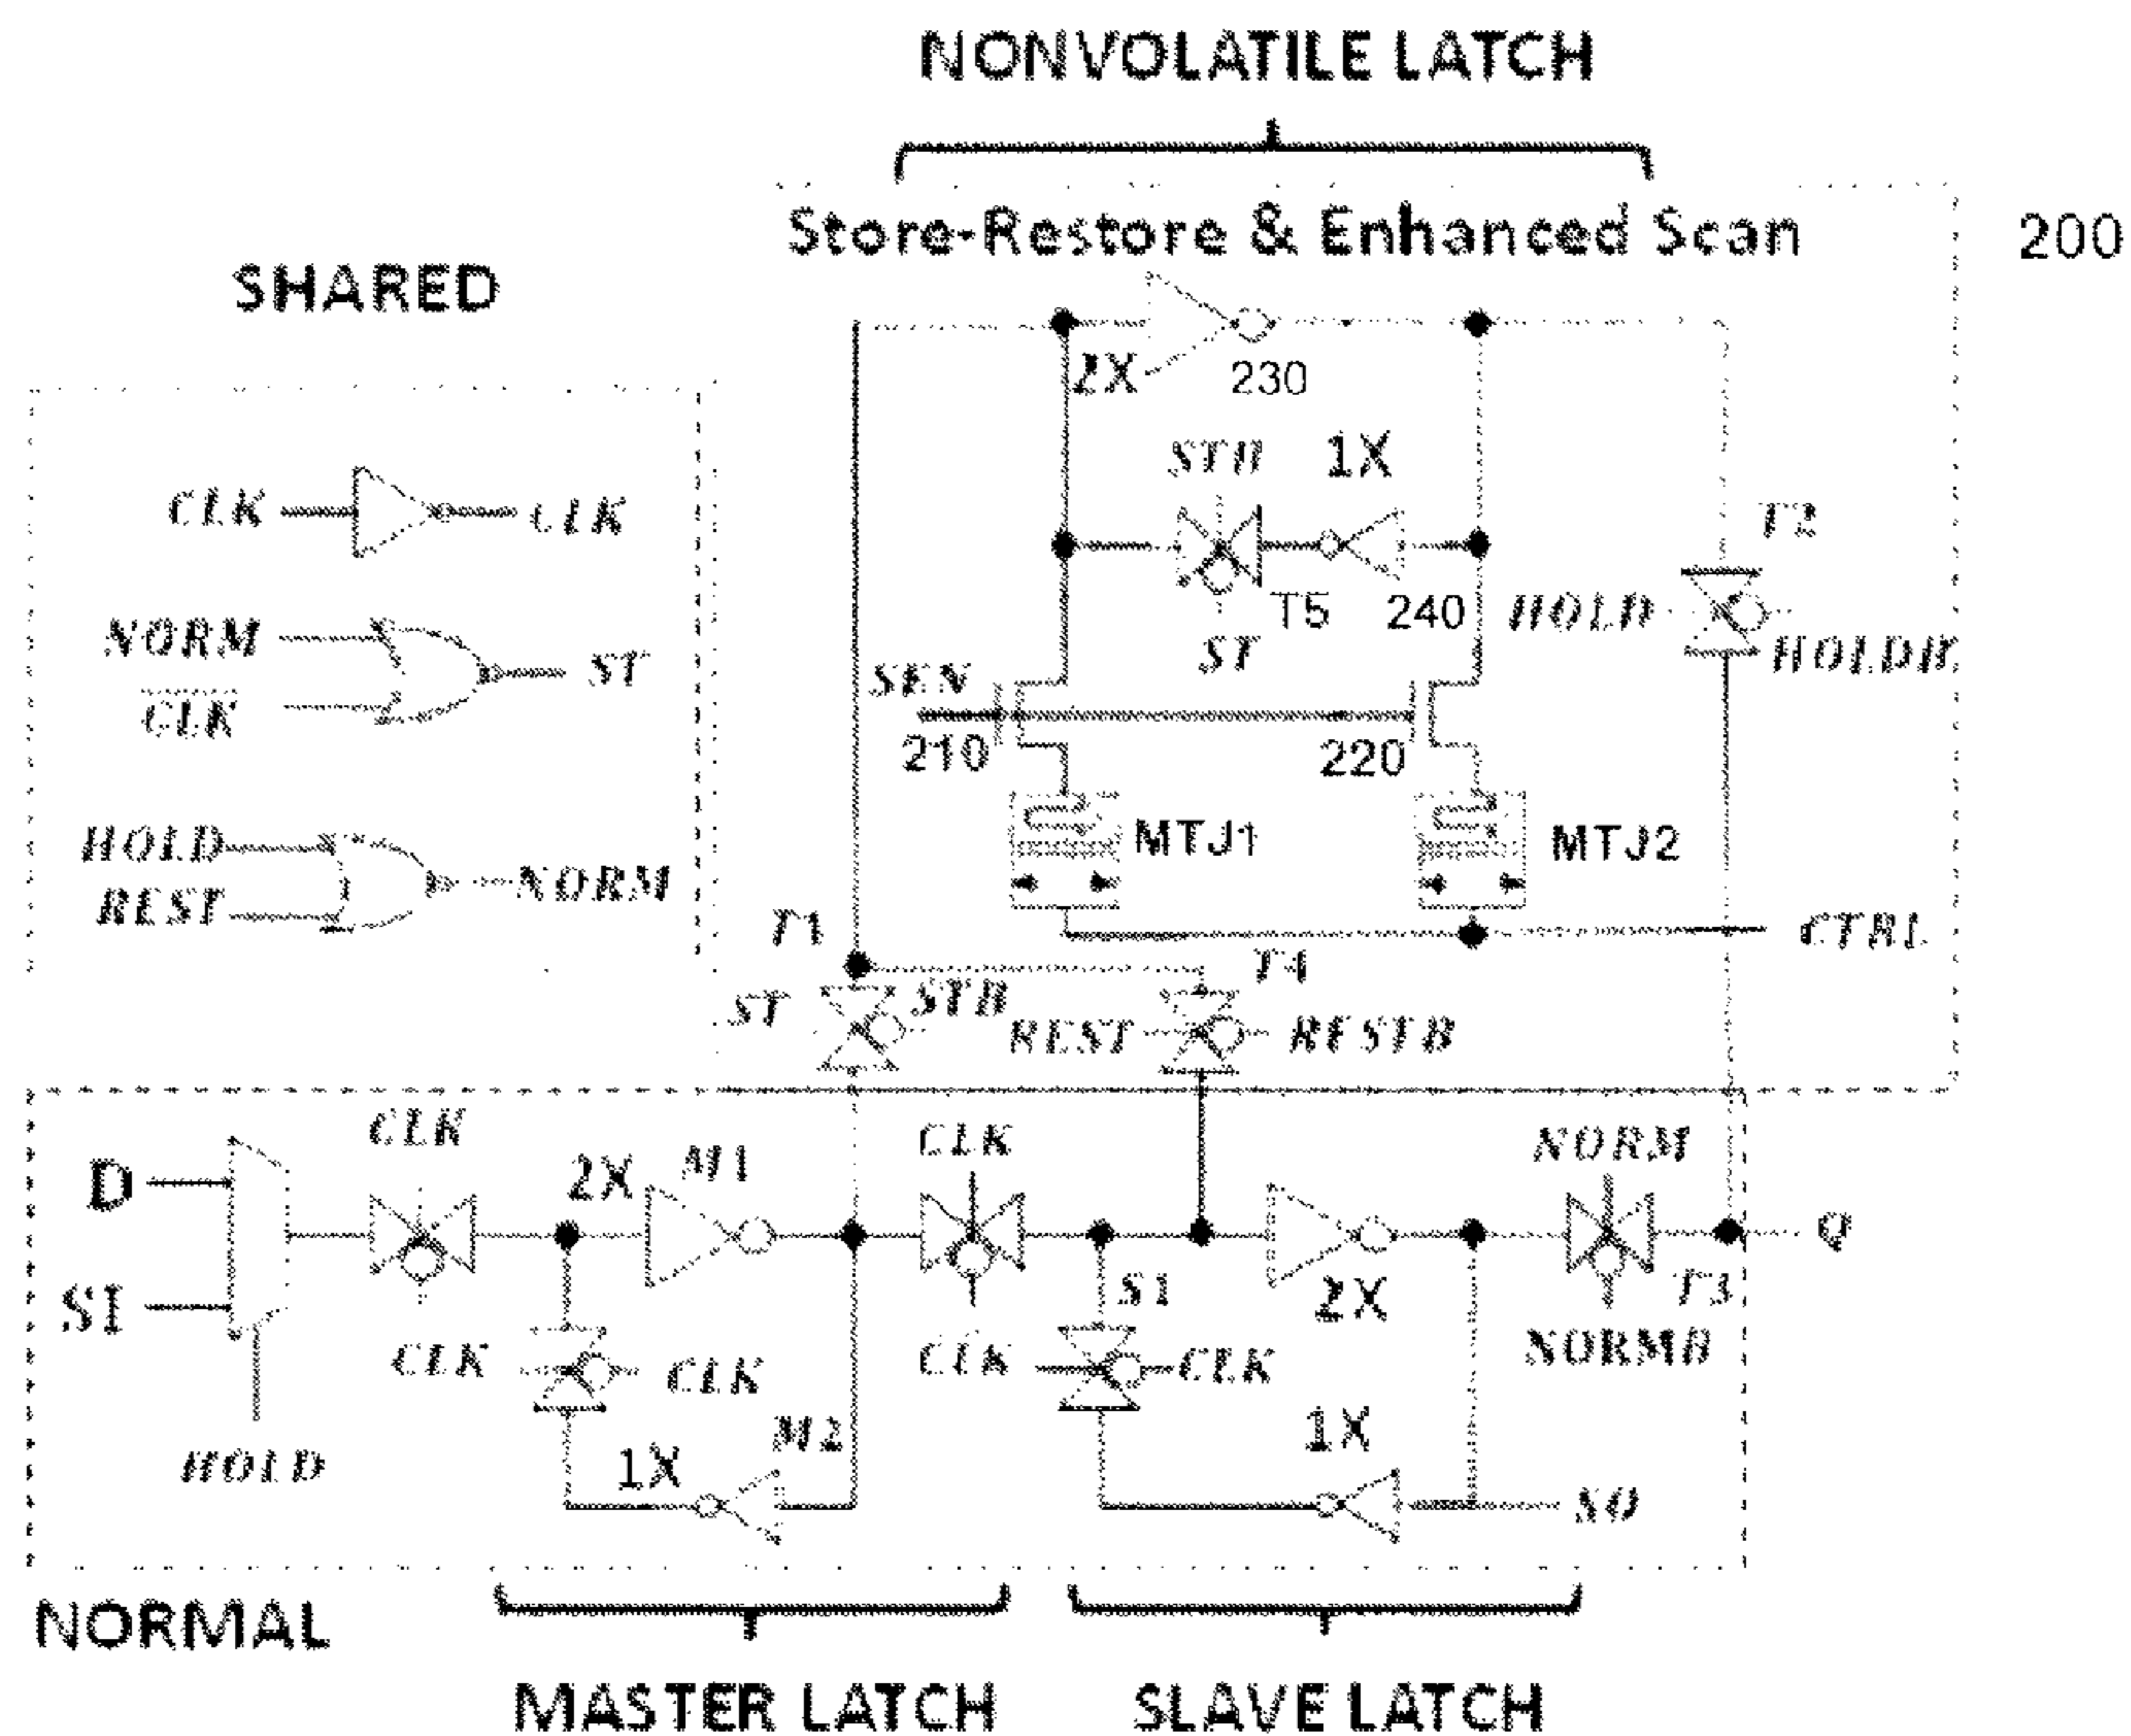 NONVOLATILE LATCH
Store-Restore & Enhanced Scan
200
SHARED
2X
230
STB
1X
CLK
CLK
T2
T5
240
HOLD
HOLDB
NORM
ST
ST
SEN
CLK
210
220
MTJ1
MTJ2
HOLD
REST
NORM
T1
CTRL
T4
ST
STB
REST
RESTB
CLK
CLK
NORM
D
2X
M1
Q
SI
S1
2X
T3
CLK
CLK
CLK
CLK
NORMB
M2
1X
1X
HOLD
SO
NORMAL
MASTER LATCH
SLAVE LATCH